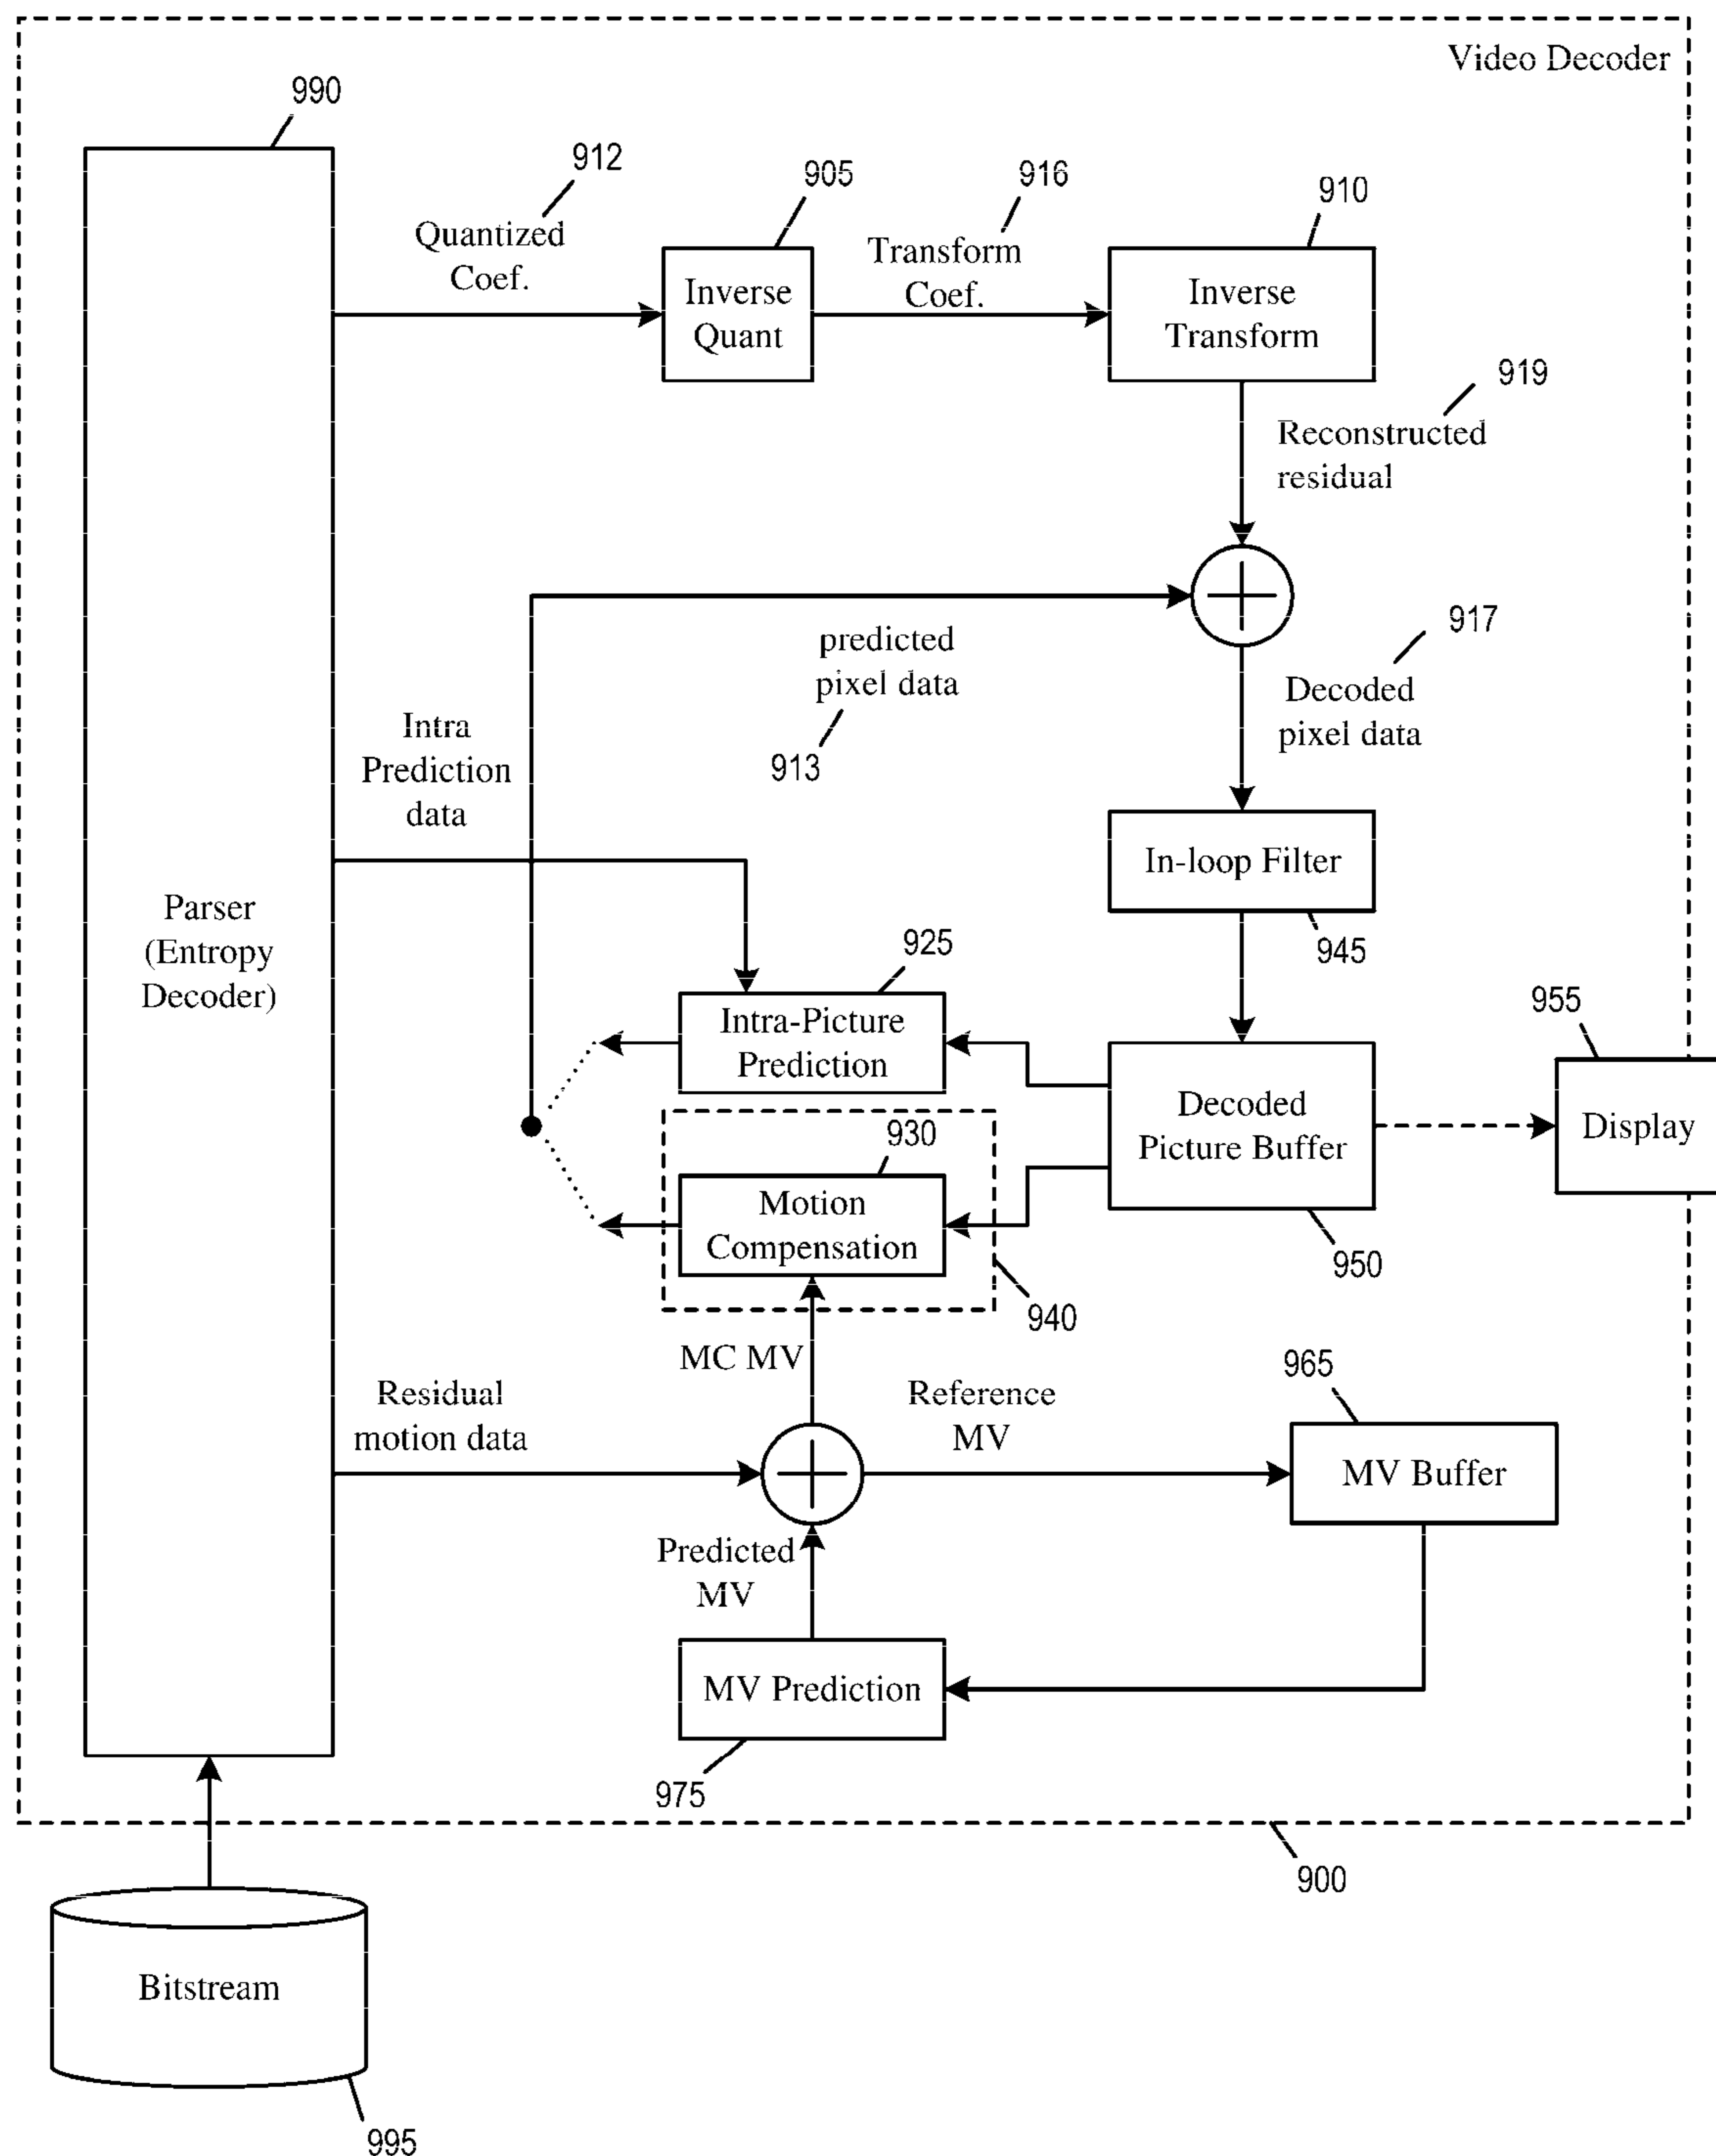 Video Decoder
990
912
905
916
910
Quantized
Coef.
Inverse
Quant
Transform
Coef.
Inverse
Transform
919
Reconstructed
residual
917
predicted
pixel data
913
Decoded
pixel data
Intra
Prediction
data
In-loop Filter
945
Parser
(Entropy
Decoder)
925
Intra-Picture
Prediction
955
Decoded
Picture Buffer
950
Display
930
Motion
Compensation
940
MC MV
965
Residual
motion data
Reference
MV
MV Buffer
Predicted
MV
MV Prediction
975
900
Bitstream
995